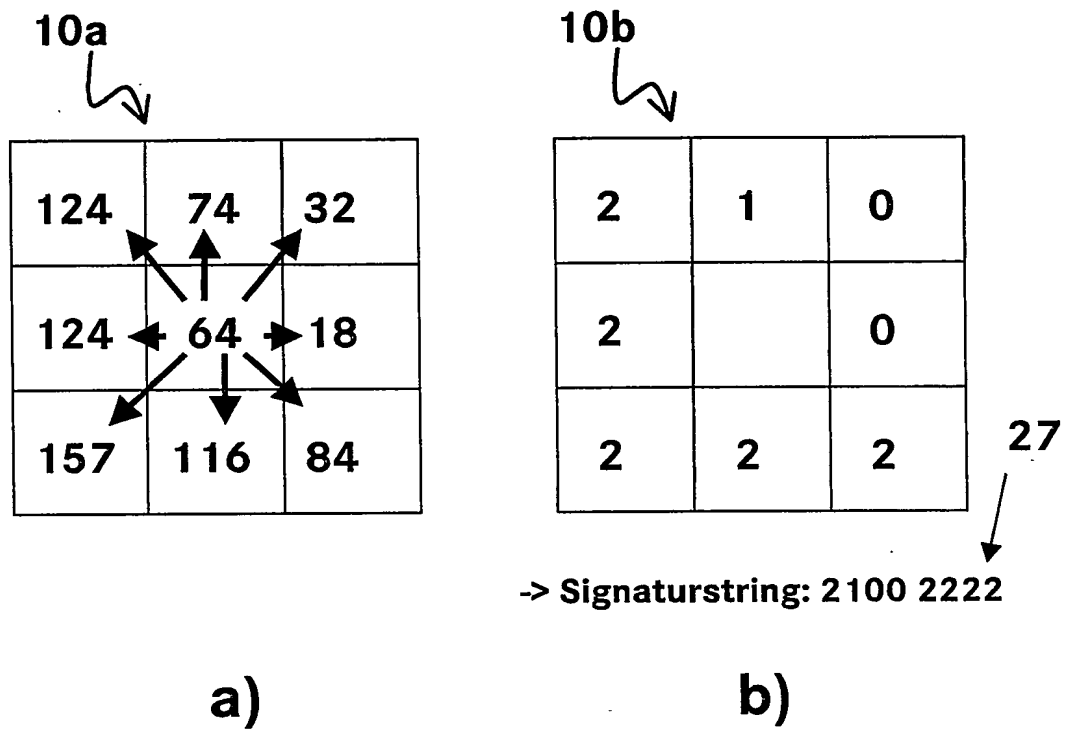 10a 10b
124 74 32 2 1 0
124 64 18 2 0
157 116 84 2 2 2
27
-> Signaturstring: 2100 2222
a) b)